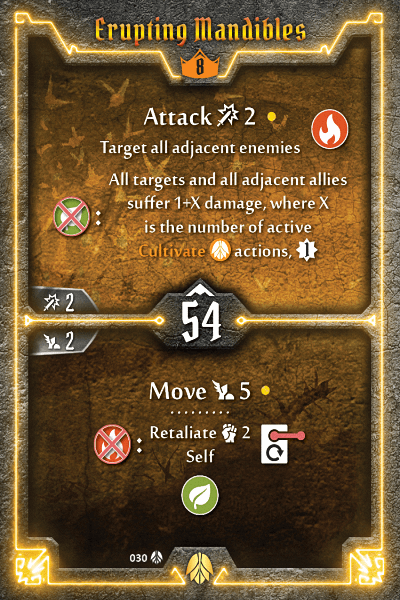 Erupting Mandibles
8
Attack 2
Target all adjacent enemies
All targets and all adjacent allies
suffer 1+X damage, where X
: is the number of active
Cultivate actions, 1
2
54
2
Move 5
: Retaliate 2
Self
030